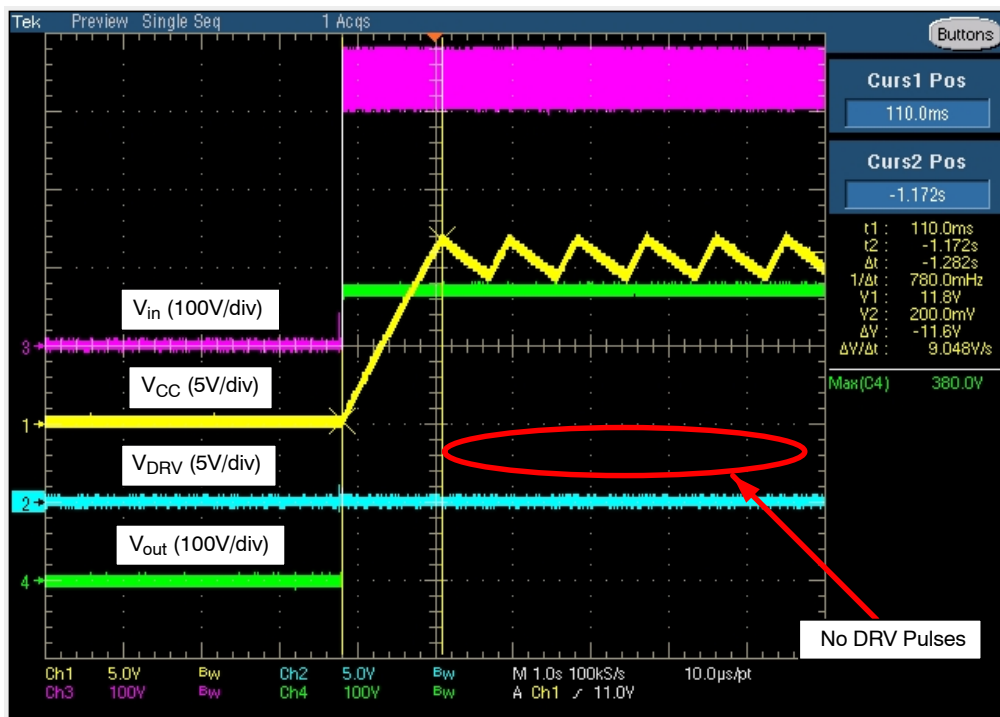 Tek Preview Single Seq 1 Acqs
Buttons
Curs1 Pos
110.0ms
Curs2 Pos
-1.172s
t1 : 110.0ms
t2 : -1.172s
Δt : -1.282s
1/Δt : 780.0mHz
V1 : 11.8V
V2 : 200.0mV
ΔV : -11.6V
ΔV/Δt : 9.048V/s
Max(C4) 380.0V
Vin (100V/div)
3
VCC (5V/div)
1
VDRV (5V/div)
2
Vout (100V/div)
4
No DRV Pulses
Ch1 5.0V BW Ch2 5.0V BW M 1.0s 100kS/s 10.0µs/pt
Ch3 100V BW Ch4 100V BW A Ch1 ⁄ 11.0V